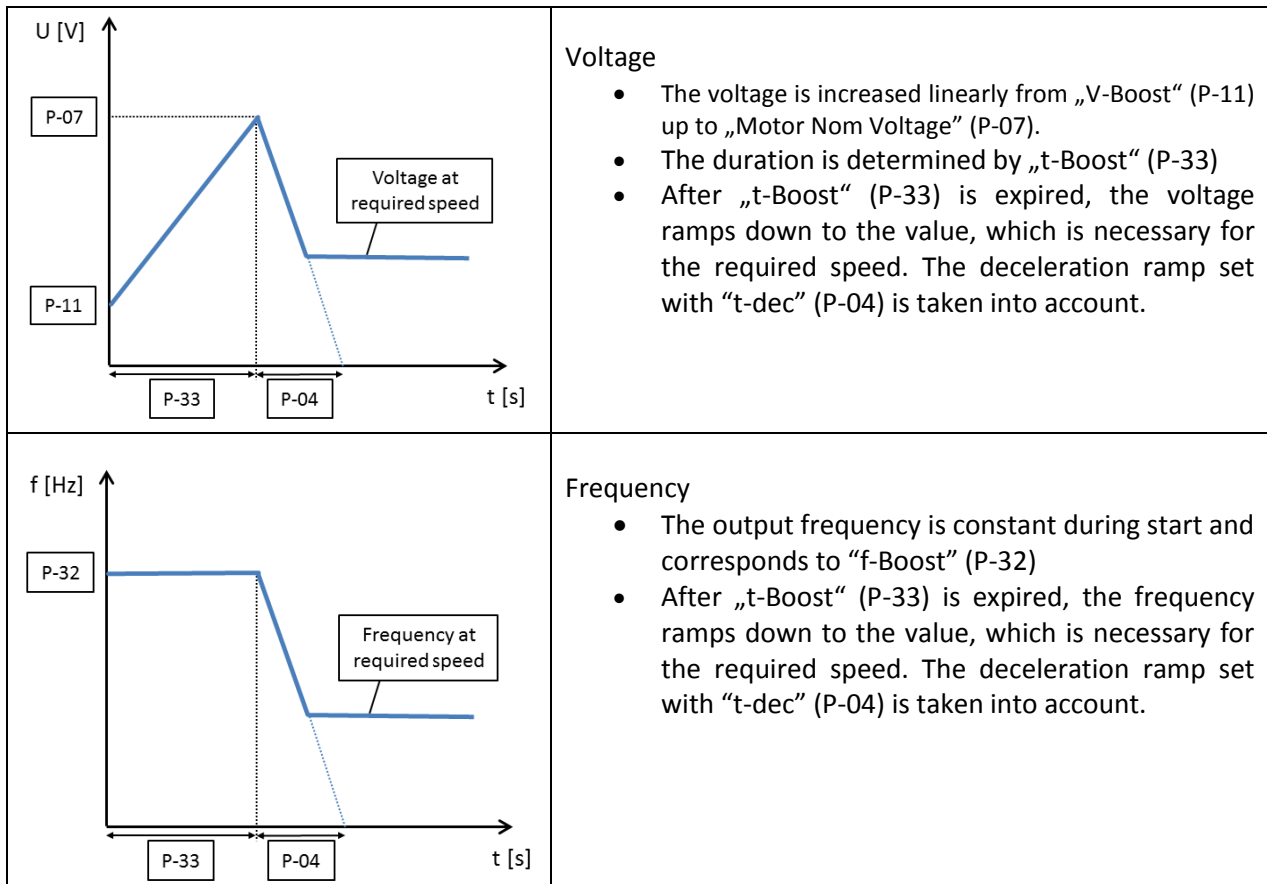 U [V]
P-07
Voltage at
required speed
P-11
P-33
P-04
t [s]
Voltage
• The voltage is increased linearly from „V-Boost“ (P-11)
up to „Motor Nom Voltage” (P-07).
• The duration is determined by „t-Boost“ (P-33)
• After „t-Boost“ (P-33) is expired, the voltage
ramps down to the value, which is necessary for
the required speed. The deceleration ramp set
with “t-dec” (P-04) is taken into account.
f [Hz]
P-32
Frequency at
required speed
P-33
P-04
t [s]
Frequency
• The output frequency is constant during start and
corresponds to “f-Boost” (P-32)
• After „t-Boost“ (P-33) is expired, the frequency
ramps down to the value, which is necessary for
the required speed. The deceleration ramp set
with “t-dec” (P-04) is taken into account.